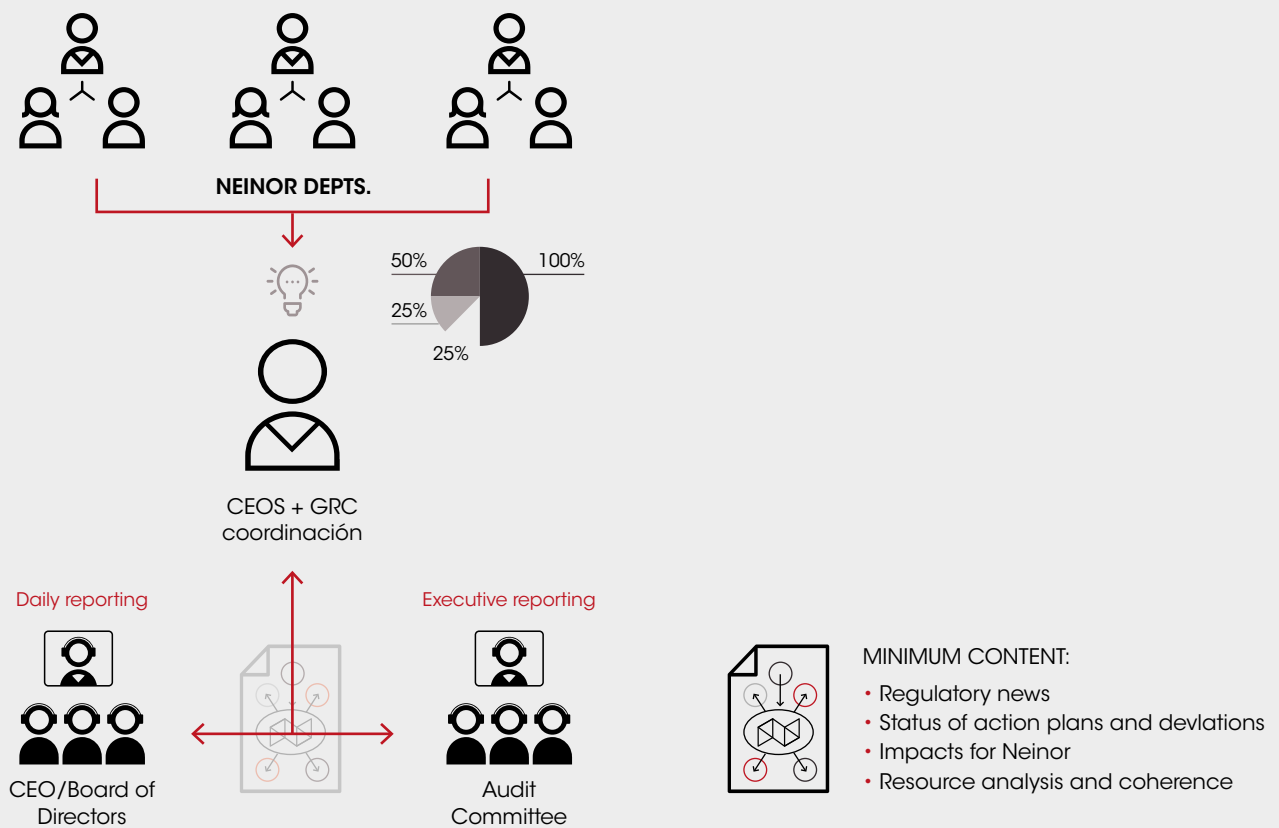 NEINOR DEPTS.
50%
100%
25%
25%
CEOS + GRC
coordinación
Daily reporting
Executive reporting
CEO/Board of
Directors
Audit
Committee
MINIMUM CONTENT:
• Regulatory news
• Status of action plans and devlations
• Impacts for Neinor
• Resource analysis and coherence